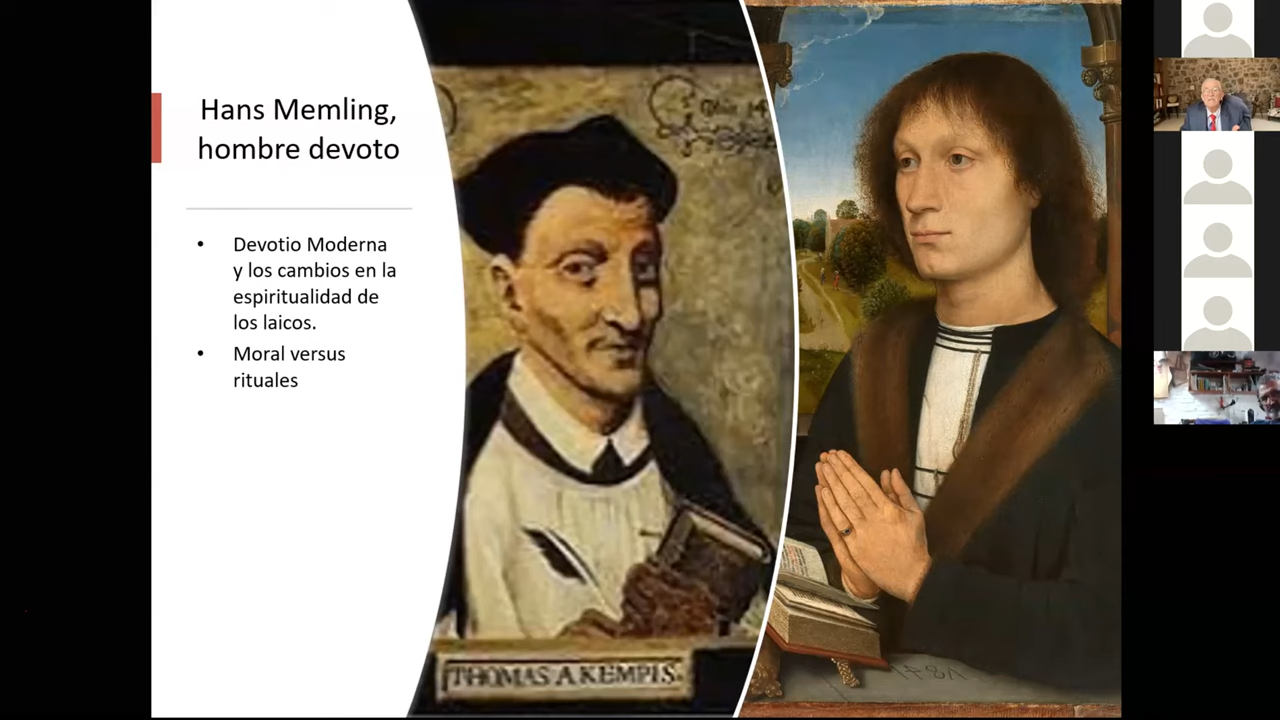 Hans Memling,
hombre devoto
• Devotio Moderna
y los cambios en la
espiritualidad de
los laicos.
• Moral versus
rituales
THOMAS A KEMPIS